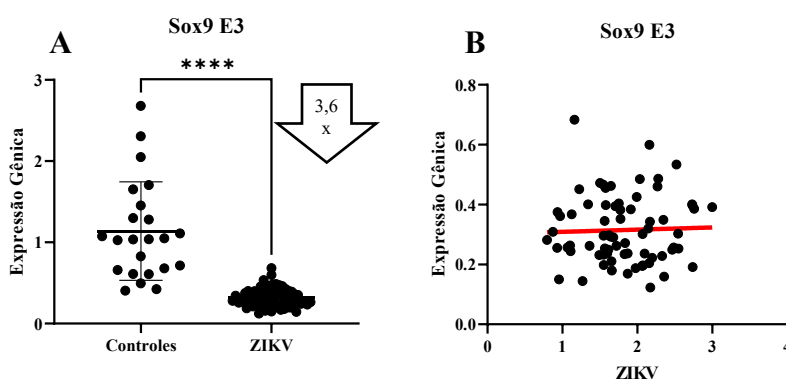 A
Sox9 E3
****
3,6
x
Expressão Gênica
3
2
1
0
Controles
ZIKV
B
Sox9 E3
Expressão Gênica
0.8
0.6
0.4
0.2
0.0
0
1
2
3
4
ZIKV